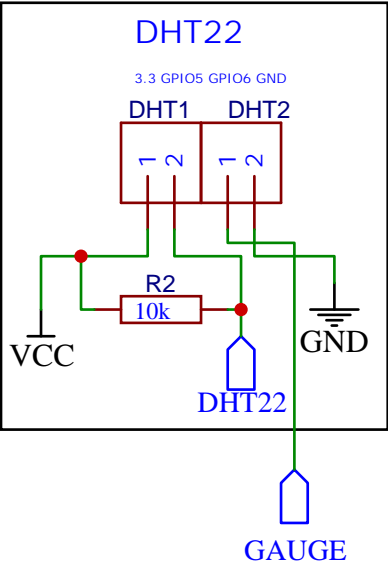 DHT22
3.3 GPIO5 GPIO6 GND
DHT1 DHT2
1 2 1 2
R2
10k
VCC
GND
DHT22
GAUGE